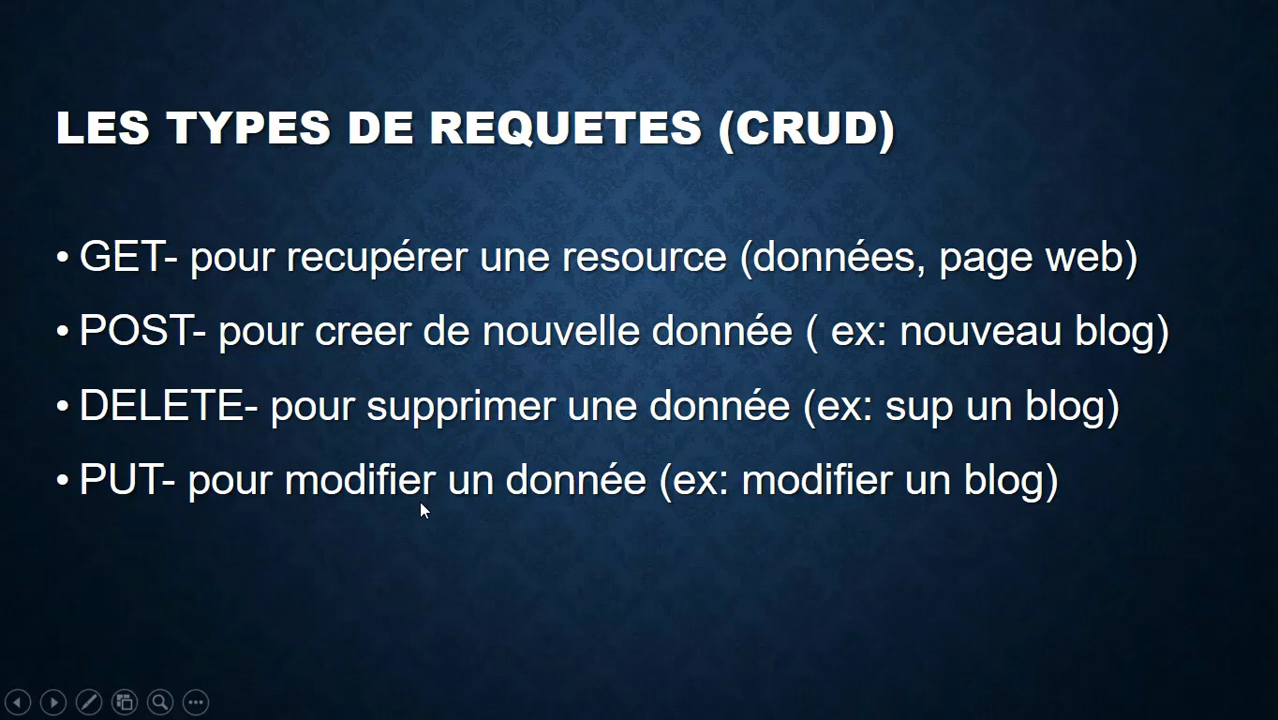 LES TYPES DE REQUETES (CRUD)
• GET- pour recupérer une resource (données, page web)
• POST- pour creer de nouvelle donnée ( ex: nouveau blog)
• DELETE- pour supprimer une donnée (ex: sup un blog)
• PUT- pour modifier un donnée (ex: modifier un blog)